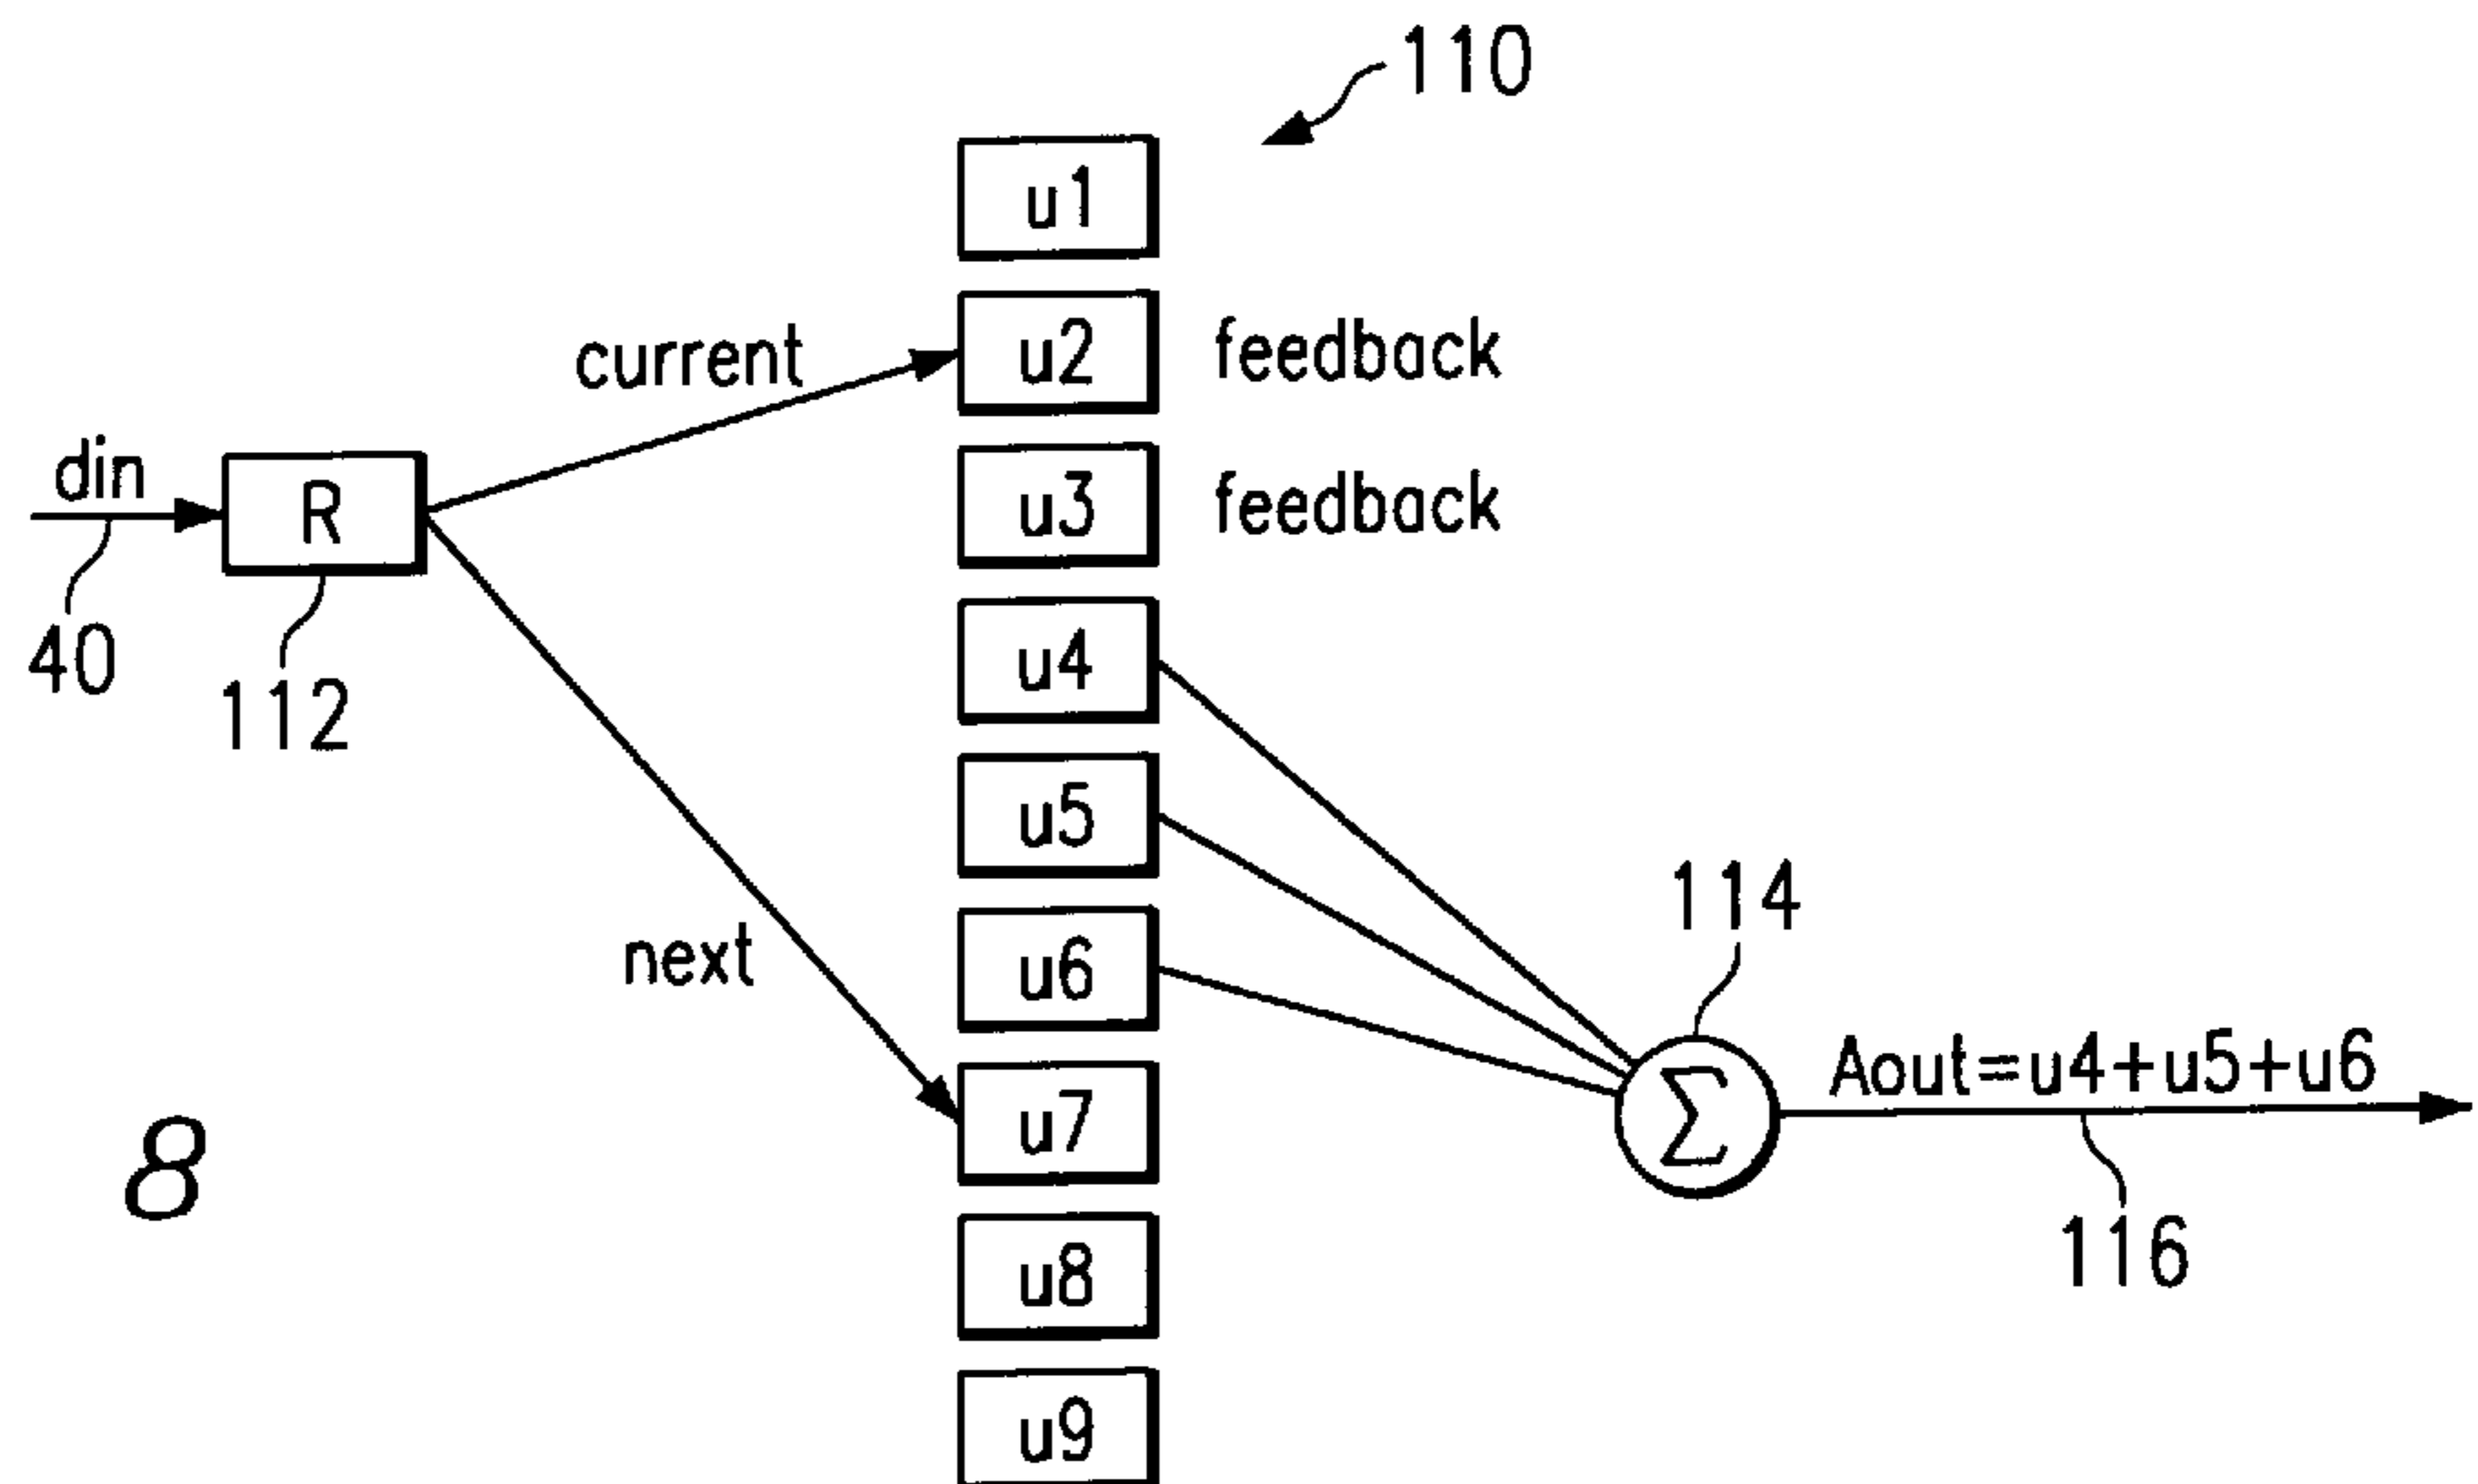 110
u1
current
u2 feedback
din
R
u3 feedback
40
112
u4
u5
114
next
u6
Aout=u4+u5+u6
Σ
u7
8
116
u8
u9